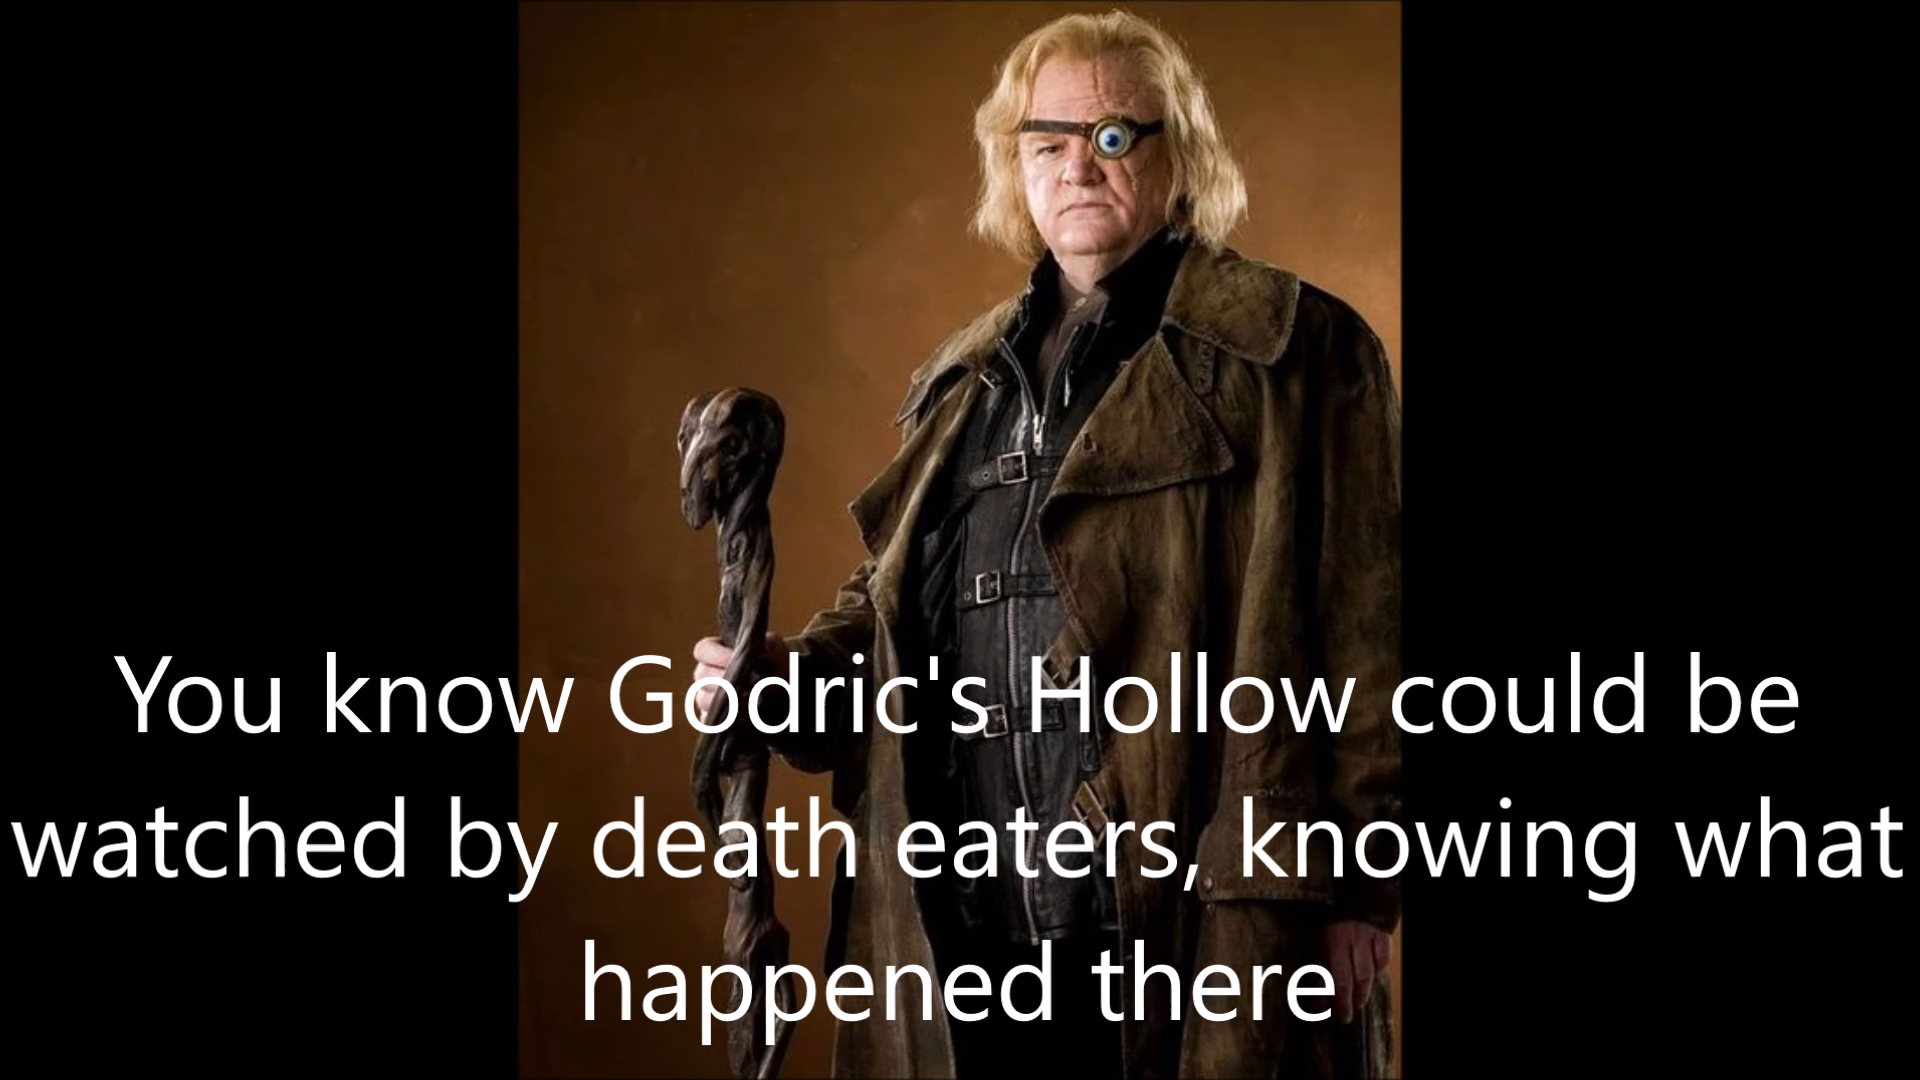 You know Godric's Hollow could be
watched by death eaters, knowing what
happened there